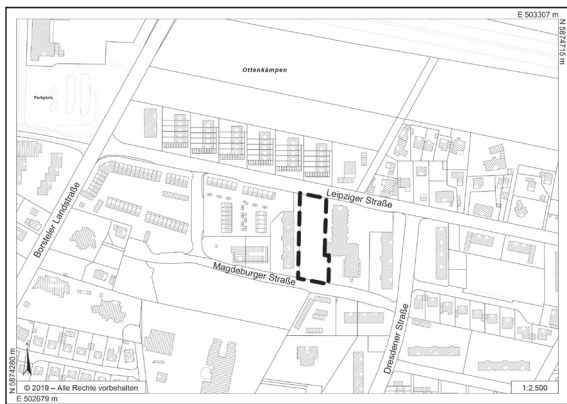 E 503307 m
N 5874715 m
Ottenkämpen
Parkplatz
Borsteler Landstraße
Leipziger Straße
Magdeburger Straße
Dresdener Straße
N 5874280 m
© 2019 – Alle Rechte vorbehalten
1:2.500
E 502679 m